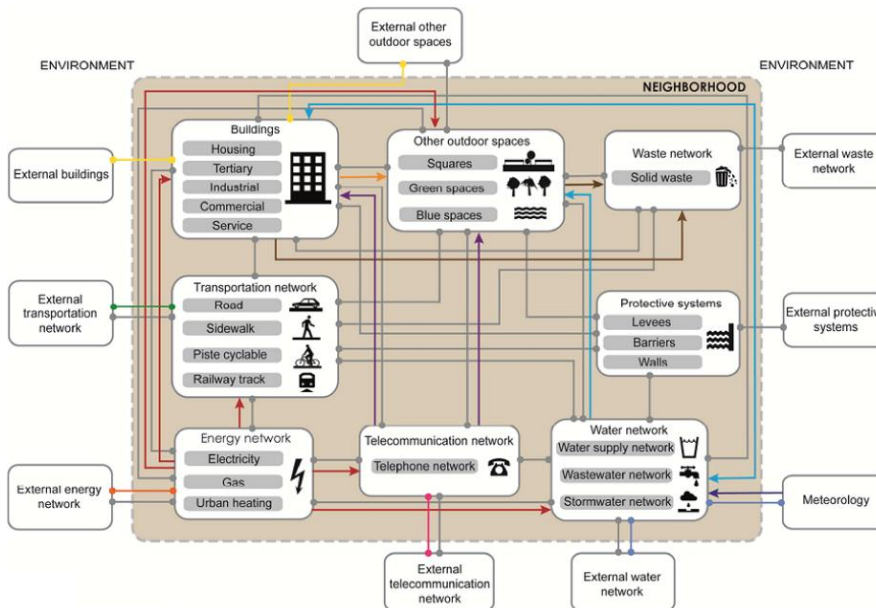 External other
outdoor spaces
ENVIRONMENT
ENVIRONMENT
NEIGHBORHOOD
Buildings
Housing
Tertiary
Industrial
Commercial
Service
Other outdoor spaces
Squares
Green spaces
Blue spaces
Waste network
Solid waste
External buildings
External waste
network
Transportation network
Road
Sidewalk
Piste cyclable
Railway track
External
transportation network
Protective systems
Levees
Barriers
Walls
External protective
systems
Energy network
Electricity
Gas
Urban heating
Telecommunication network
Telephone network
Water network
Water supply network
Wastewater network
Stormwater network
External energy
network
Meteorology
External
telecommunication network
External water
network